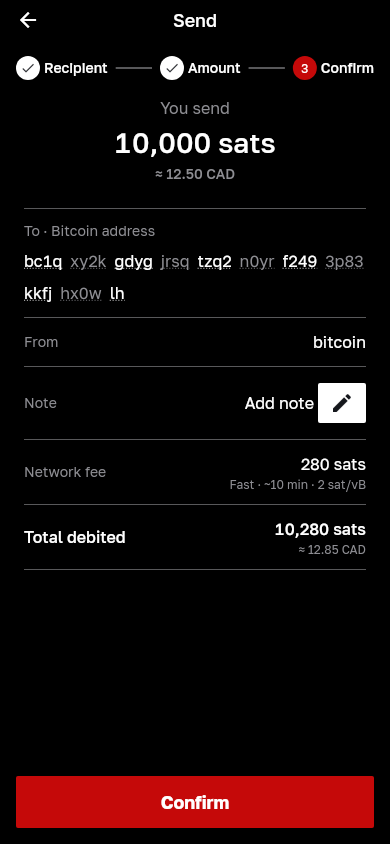 Send
Recipient Amount 3 Confirm
You send
10,000 sats
≈ 12.50 CAD
To · Bitcoin address
bc1q xy2k gdyg jrsq tzq2 n0yr f249 3p83
kkfj hx0w lh
From bitcoin
Note Add note
Network fee 280 sats
Fast · ~10 min · 2 sat/vB
Total debited 10,280 sats
≈ 12.85 CAD
Confirm